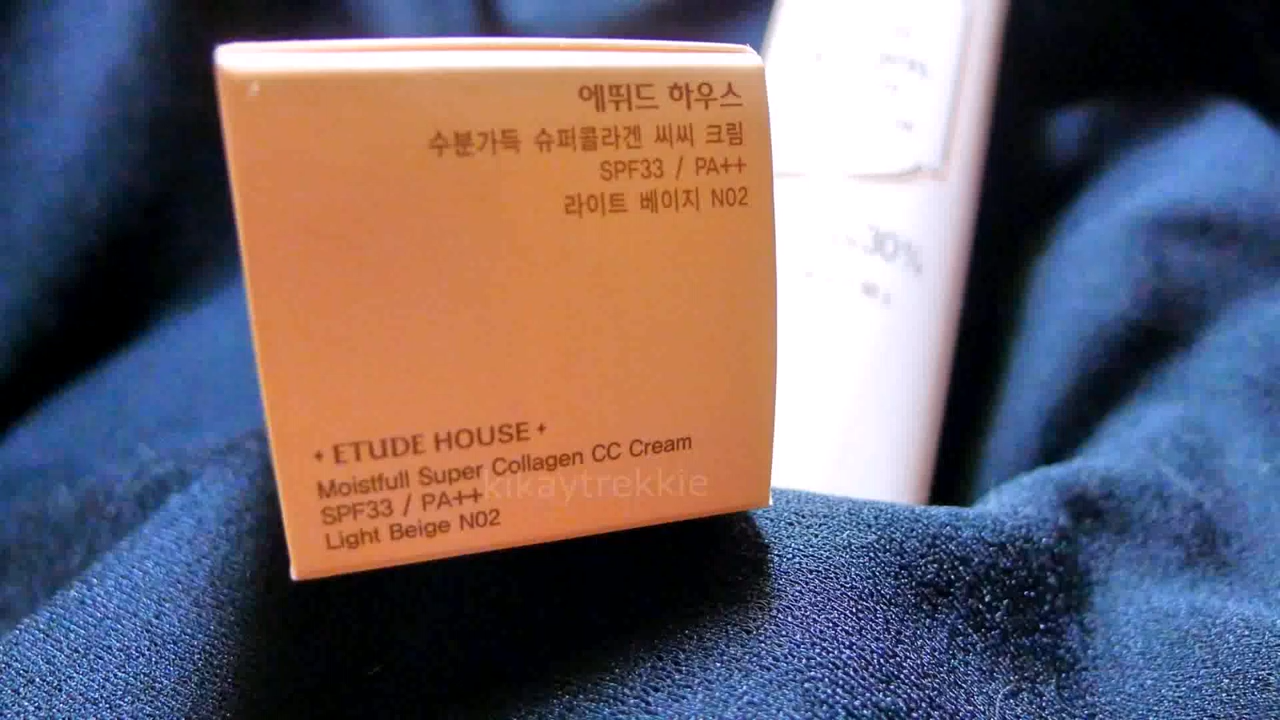 에뛰드 하우스
수분가득 슈퍼콜라겐 씨씨 크림
SPF33 / PA++
라이트 베이지 N02
ETUDE HOUSE
Moistfull Super Collagen CC Cream
SPF33 / PA++
Light Beige N02
kikaytrekkie
30%